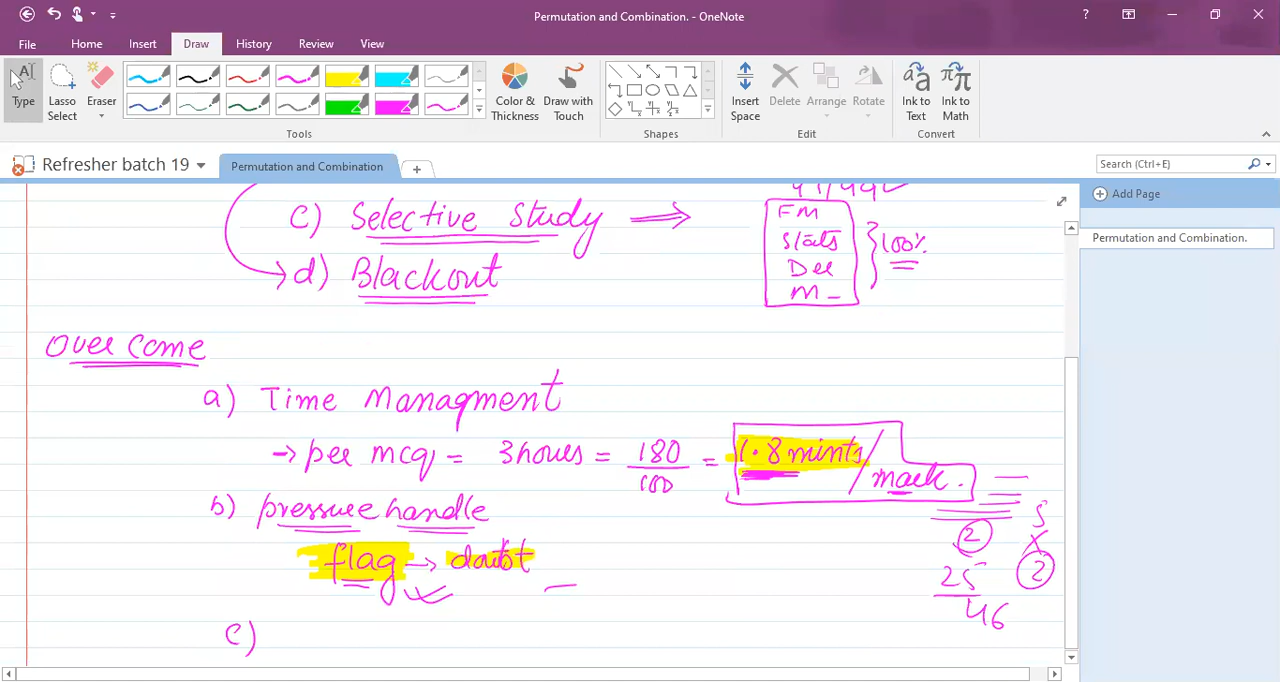 Permutation and Combination. - OneNote
?
File Home Insert Draw History Review View
Type Lasso Select Eraser Color & Thickness Draw with Touch Insert Space Delete Arrange Rotate Ink to Text Ink to Math
Tools Shapes Edit Convert
Refresher batch 19 Permutation and Combination + Search (Ctrl+E)
Add Page
Permutation and Combination.
c) Selective Study ⇒
FM
Stats
Dee
M -
} 100%
d) Blackout
Over Come
a) Time Managment
→ per mcq = 3 hours = 180/100 = 1.8 mints/mark.
b) pressure handle
flag → doubt
2
5
x
2
25
46
c)